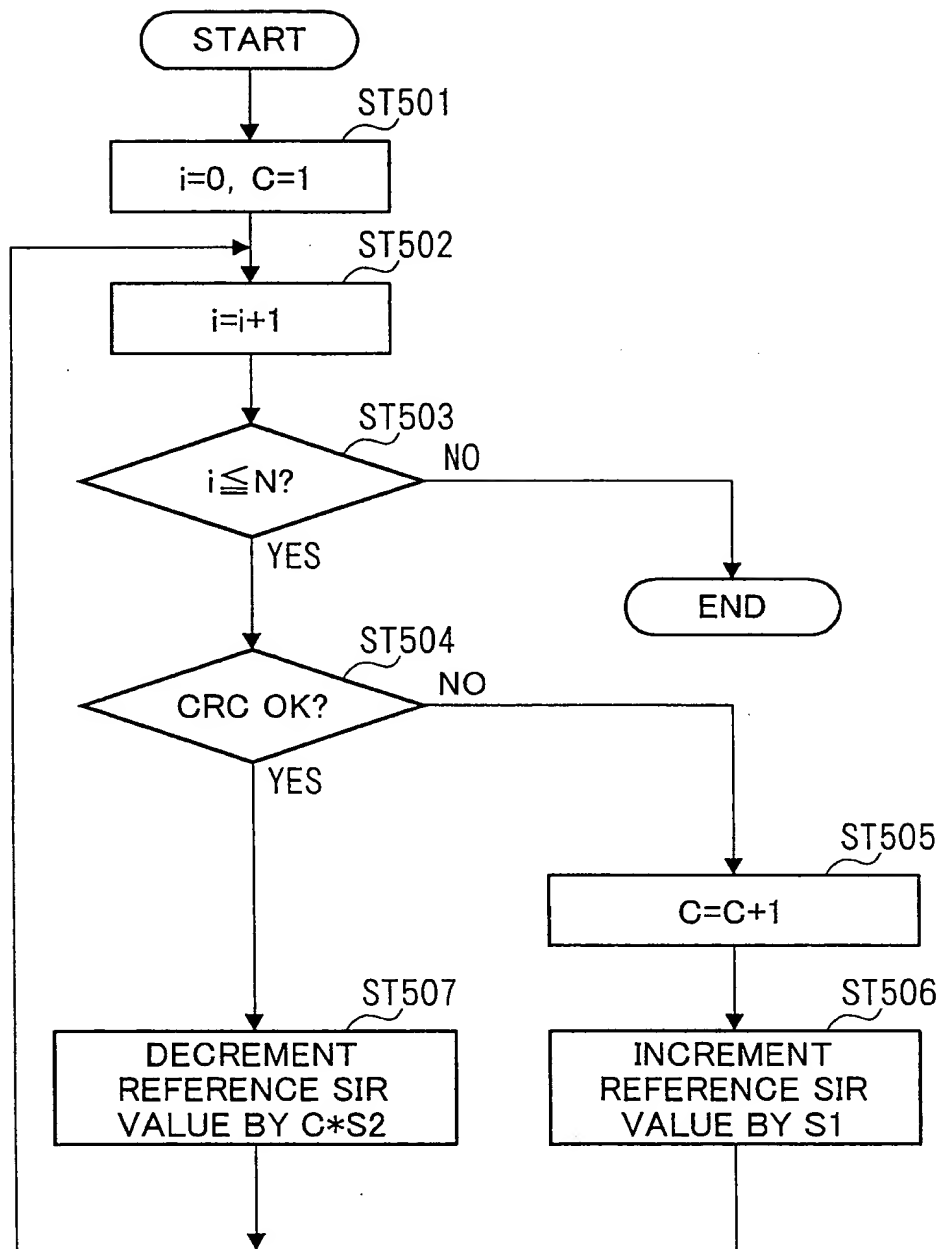 START
ST501
i=0, C=1
ST502
i=i+1
ST503
i≦N?
NO
YES
END
ST504
CRC OK?
NO
YES
ST505
C=C+1
ST507
DECREMENT
REFERENCE SIR
VALUE BY C*S2
ST506
INCREMENT
REFERENCE SIR
VALUE BY S1